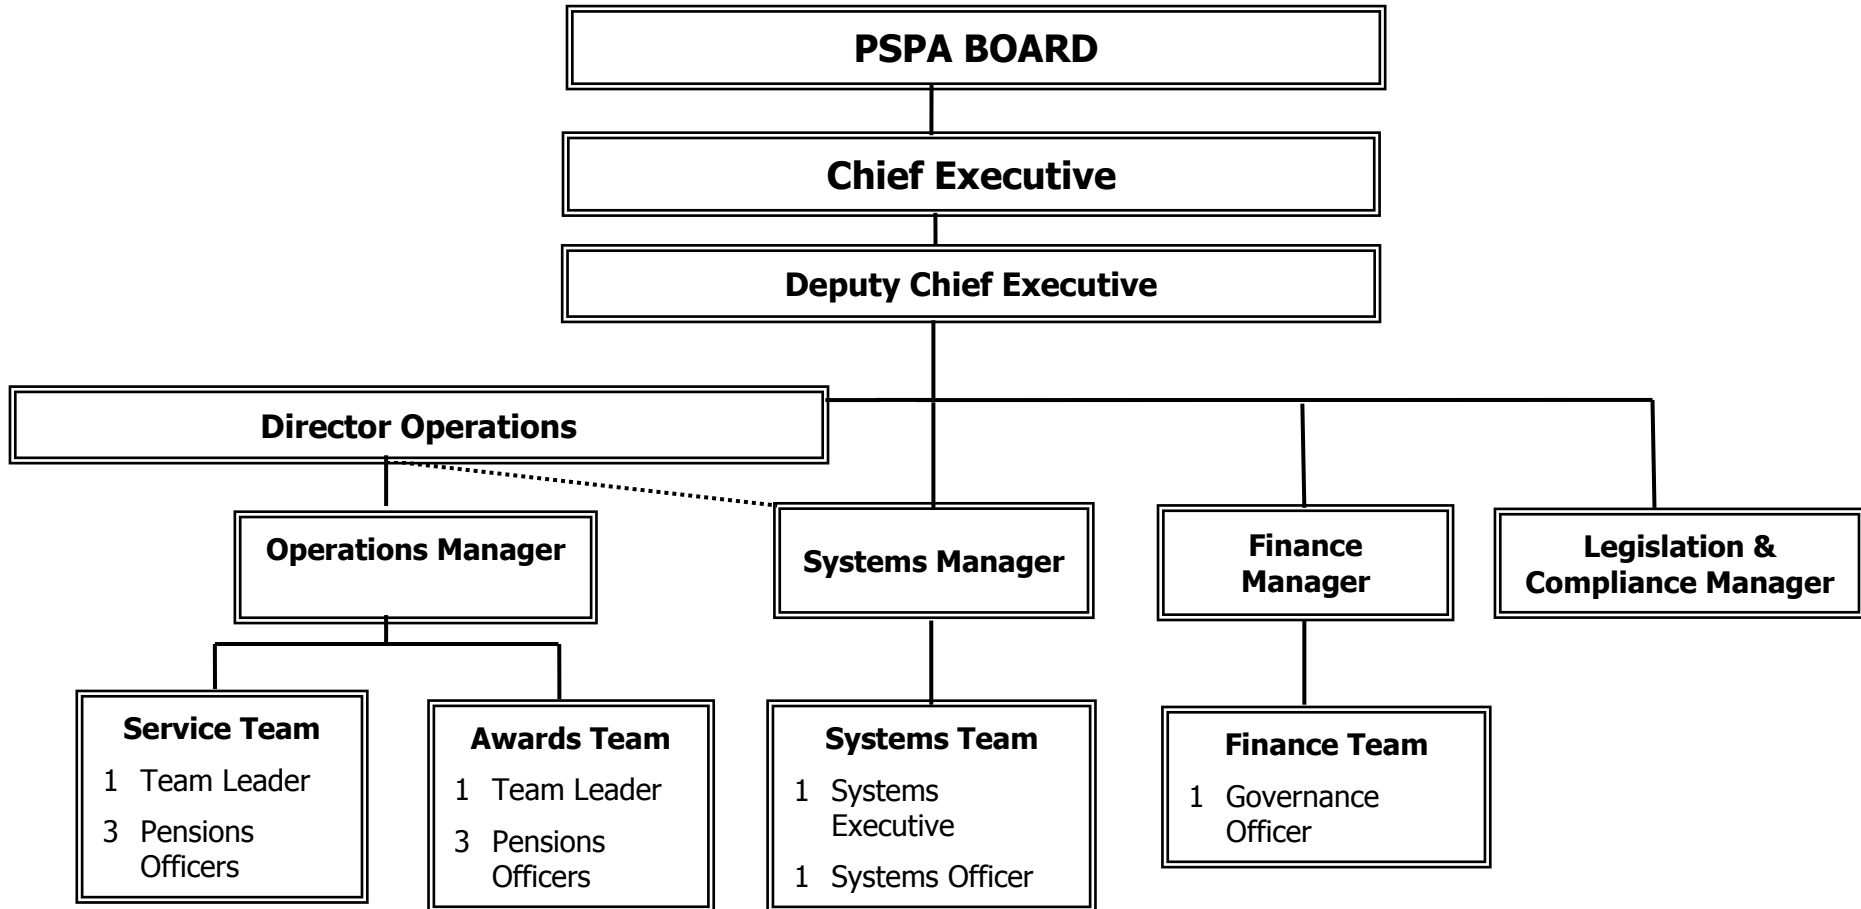 PSPA BOARD
Chief Executive
Deputy Chief Executive
Director Operations
Operations Manager
Systems Manager
Finance
Manager
Legislation &
Compliance Manager
Service Team
1 Team Leader
3 Pensions
Officers
Awards Team
1 Team Leader
3 Pensions
Officers
Systems Team
1 Systems
Executive
1 Systems Officer
Finance Team
1 Governance
Officer